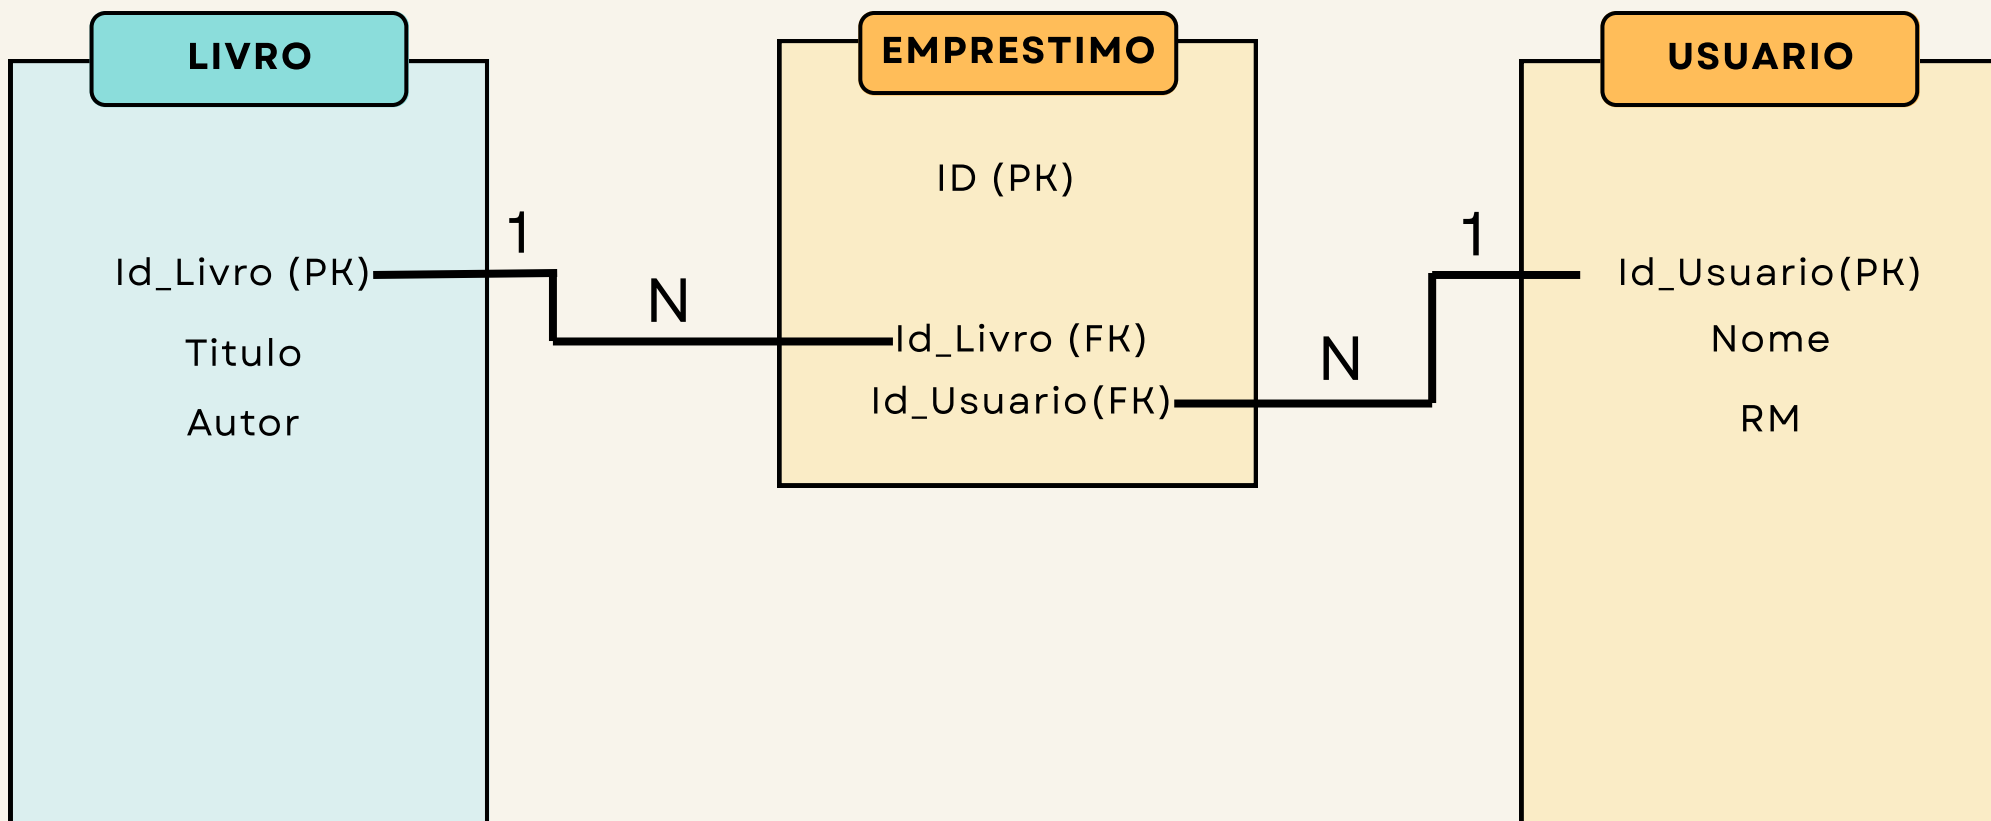 LIVRO
Id_Livro (PK)
Titulo
Autor
1
N
EMPRESTIMO
ID (PK)
Id_Livro (FK)
Id_Usuario(FK)
N
1
USUARIO
Id_Usuario(PK)
Nome
RM